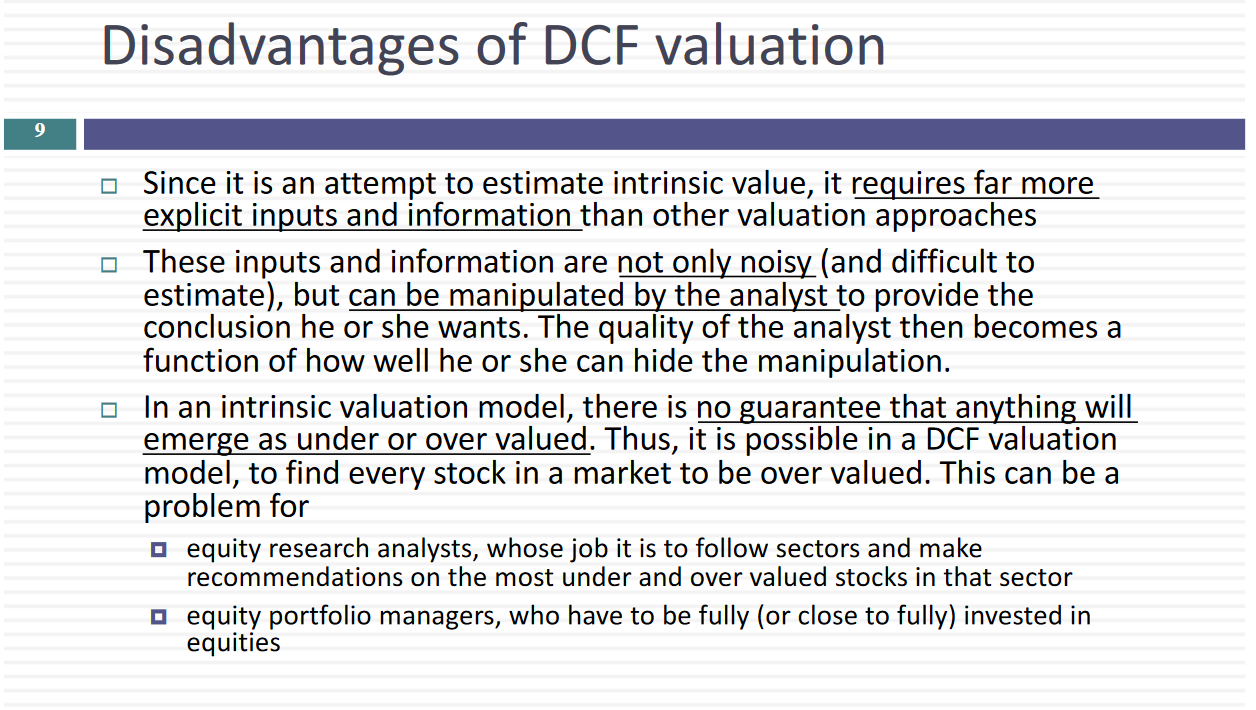 Disadvantages of DCF valuation
9
Since it is an attempt to estimate intrinsic value, it requires far more
explicit inputs and information than other valuation approaches
These inputs and information are not only noisy (and difficult to
estimate), but can be manipulated by the analyst to provide the
conclusion he or she wants. The quality of the analyst then becomes a
function of how well he or she can hide the manipulation.
In an intrinsic valuation model, there is no guarantee that anything will
emerge as under or over valued. Thus, it is possible in a DCF valuation
model, to find every stock in a market to be over valued. This can be a
problem for
equity research analysts, whose job it is to follow sectors and make
recommendations on the most under and over valued stocks in that sector
equity portfolio managers, who have to be fully (or close to fully) invested in
equities